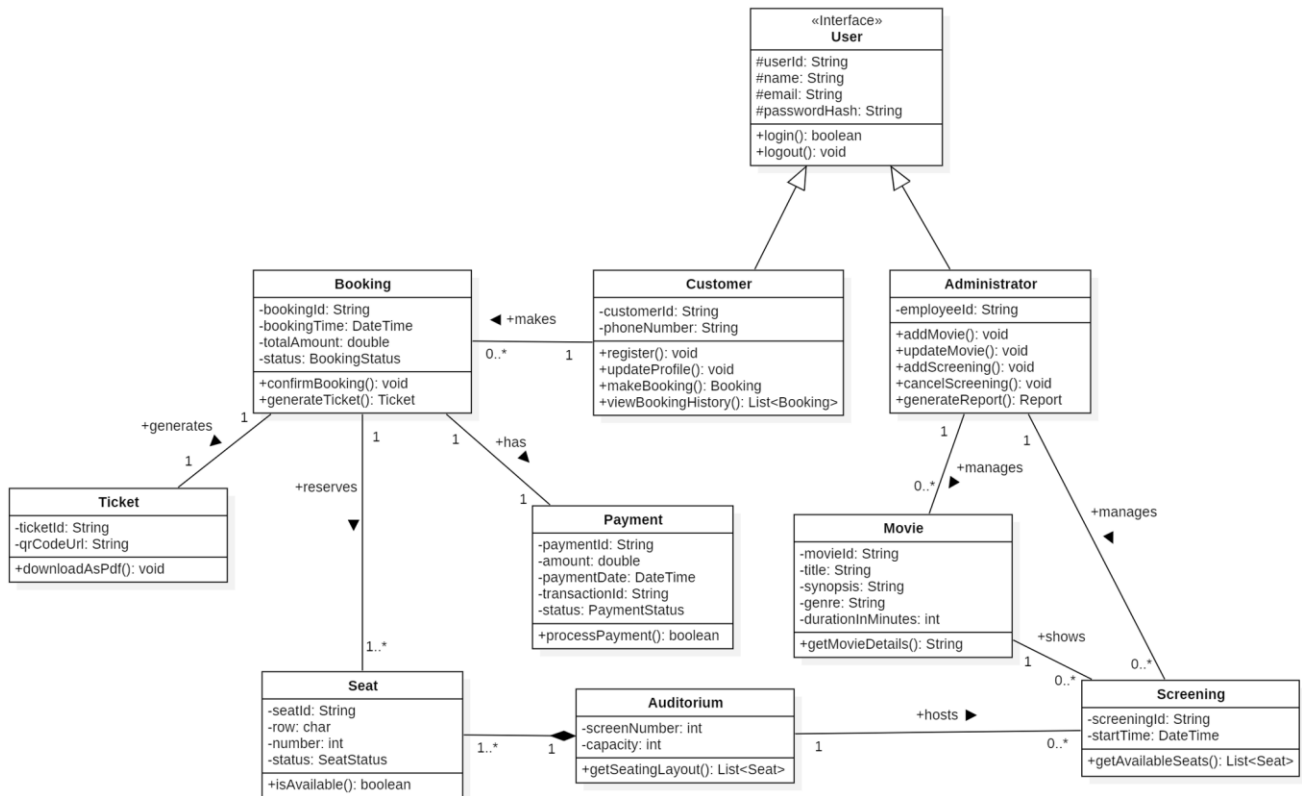 «Interface»
User
#userId: String
#name: String
#email: String
#passwordHash: String
+login(): boolean
+logout(): void
Booking
-bookingId: String
-bookingTime: DateTime
-totalAmount: double
-status: BookingStatus
+confirmBooking(): void
+generateTicket(): Ticket
+makes
0..*
1
Customer
-customerId: String
-phoneNumber: String
+register(): void
+updateProfile(): void
+makeBooking(): Booking
+viewBookingHistory(): List<Booking>
Administrator
-employeeId: String
+addMovie(): void
+updateMovie(): void
+addScreening(): void
+cancelScreening(): void
+generateReport(): Report
1
+generates
1
1
+reserves
1..*
1
+has
1
1
+manages
0..*
1
+manages
0..*
Ticket
-ticketId: String
-qrCodeUrl: String
+downloadAsPdf(): void
Payment
-paymentId: String
-amount: double
-paymentDate: DateTime
-transactionId: String
-status: PaymentStatus
+processPayment(): boolean
Movie
-movieId: String
-title: String
-synopsis: String
-genre: String
-durationInMinutes: int
+getMovieDetails(): String
+shows
1
0..*
Seat
-seatId: String
-row: char
-number: int
-status: SeatStatus
+isAvailable(): boolean
1..*
1
Auditorium
-screenNumber: int
-capacity: int
+getSeatingLayout(): List<Seat>
+hosts
1
0..*
Screening
-screeningId: String
-startTime: DateTime
+getAvailableSeats(): List<Seat>